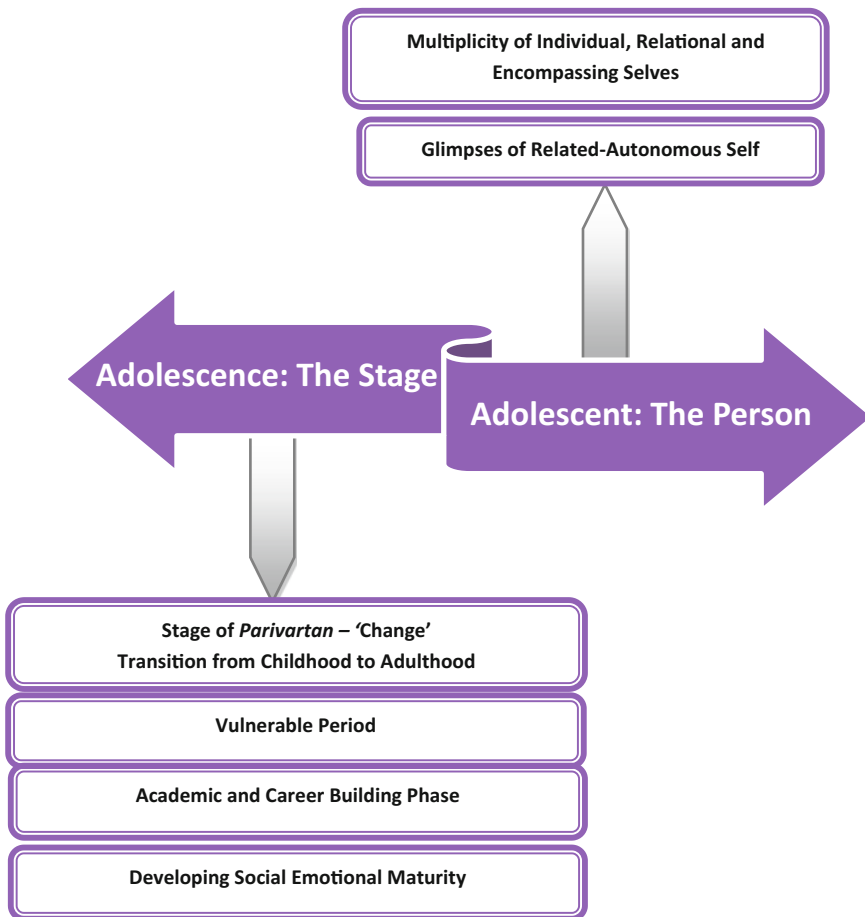 Multiplicity of Individual, Relational and
Encompassing Selves
Glimpses of Related-Autonomous Self
Adolescence: The Stage
Adolescent: The Person
Stage of Parivartan – ‘Change’
Transition from Childhood to Adulthood
Vulnerable Period
Academic and Career Building Phase
Developing Social Emotional Maturity